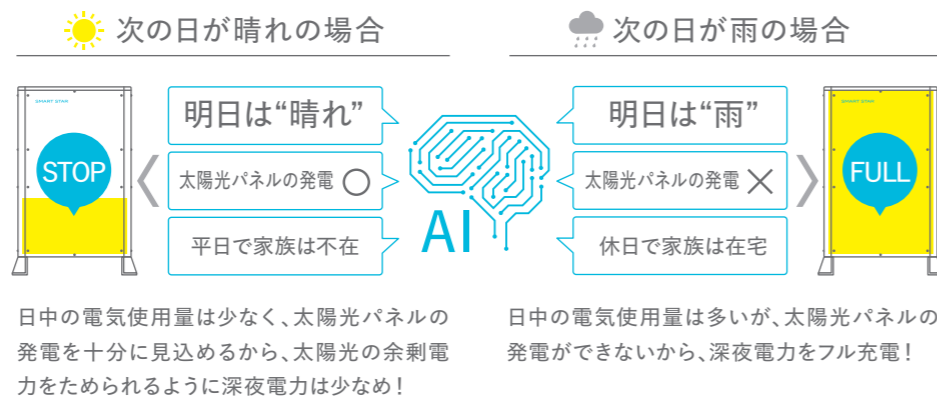 次の日が晴れの場合
SMART STAR
STOP
明日は“晴れ”
太陽光パネルの発電 ○
平日で家族は不在
AI
日中の電気使用量は少なく、太陽光パネルの
発電を十分に見込めるから、太陽光の余剰電
力をためられるように深夜電力は少なめ！
次の日が雨の場合
明日は“雨”
太陽光パネルの発電 ×
休日で家族は在宅
SMART STAR
FULL
日中の電気使用量は多いが、太陽光パネルの
発電ができないから、深夜電力をフル充電！